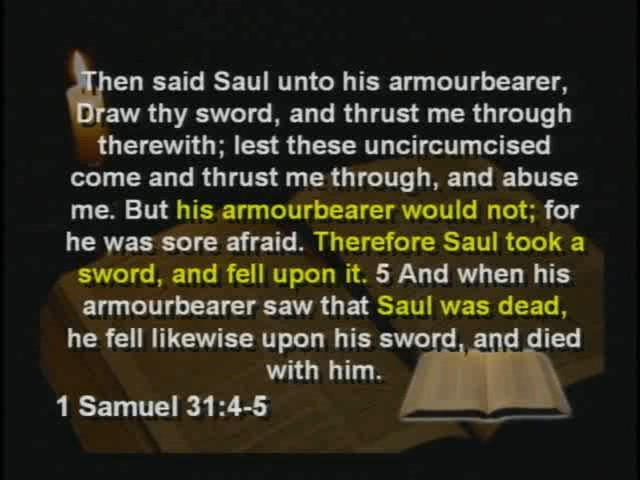 Then said Saul unto his armourbearer,
Draw thy sword, and thrust me through
therewith; lest these uncircumcised
come and thrust me through, and abuse
me. But his armourbearer would not; for
he was sore afraid. Therefore Saul took a
sword, and fell upon it. 5 And when his
armourbearer saw that Saul was dead,
he fell likewise upon his sword, and died
with him.
1 Samuel 31:4-5